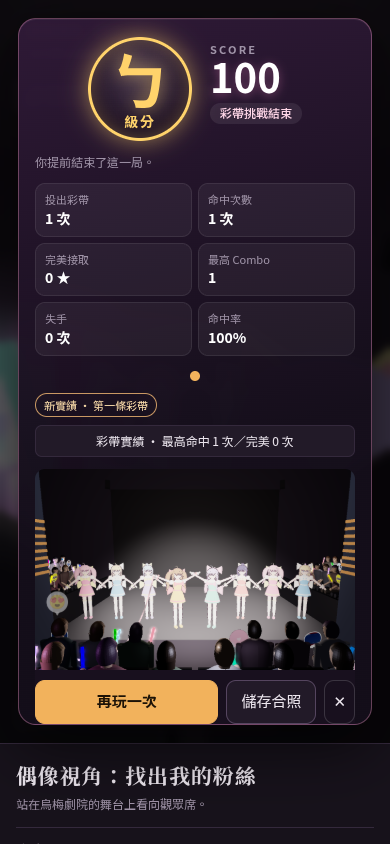 ㄅ
級分
SCORE
100
彩帶挑戰結束
你提前結束了這一局。
投出彩帶
1 次
命中次數
1 次
完美接取
0 ★
最高 Combo
1
失手
0 次
命中率
100%
新實績 · 第一條彩帶
彩帶實績 · 最高命中 1 次／完美 0 次
再玩一次
儲存合照
✕
偶像視角：找出我的粉絲
站在烏梅劇院的舞台上看向觀眾席。